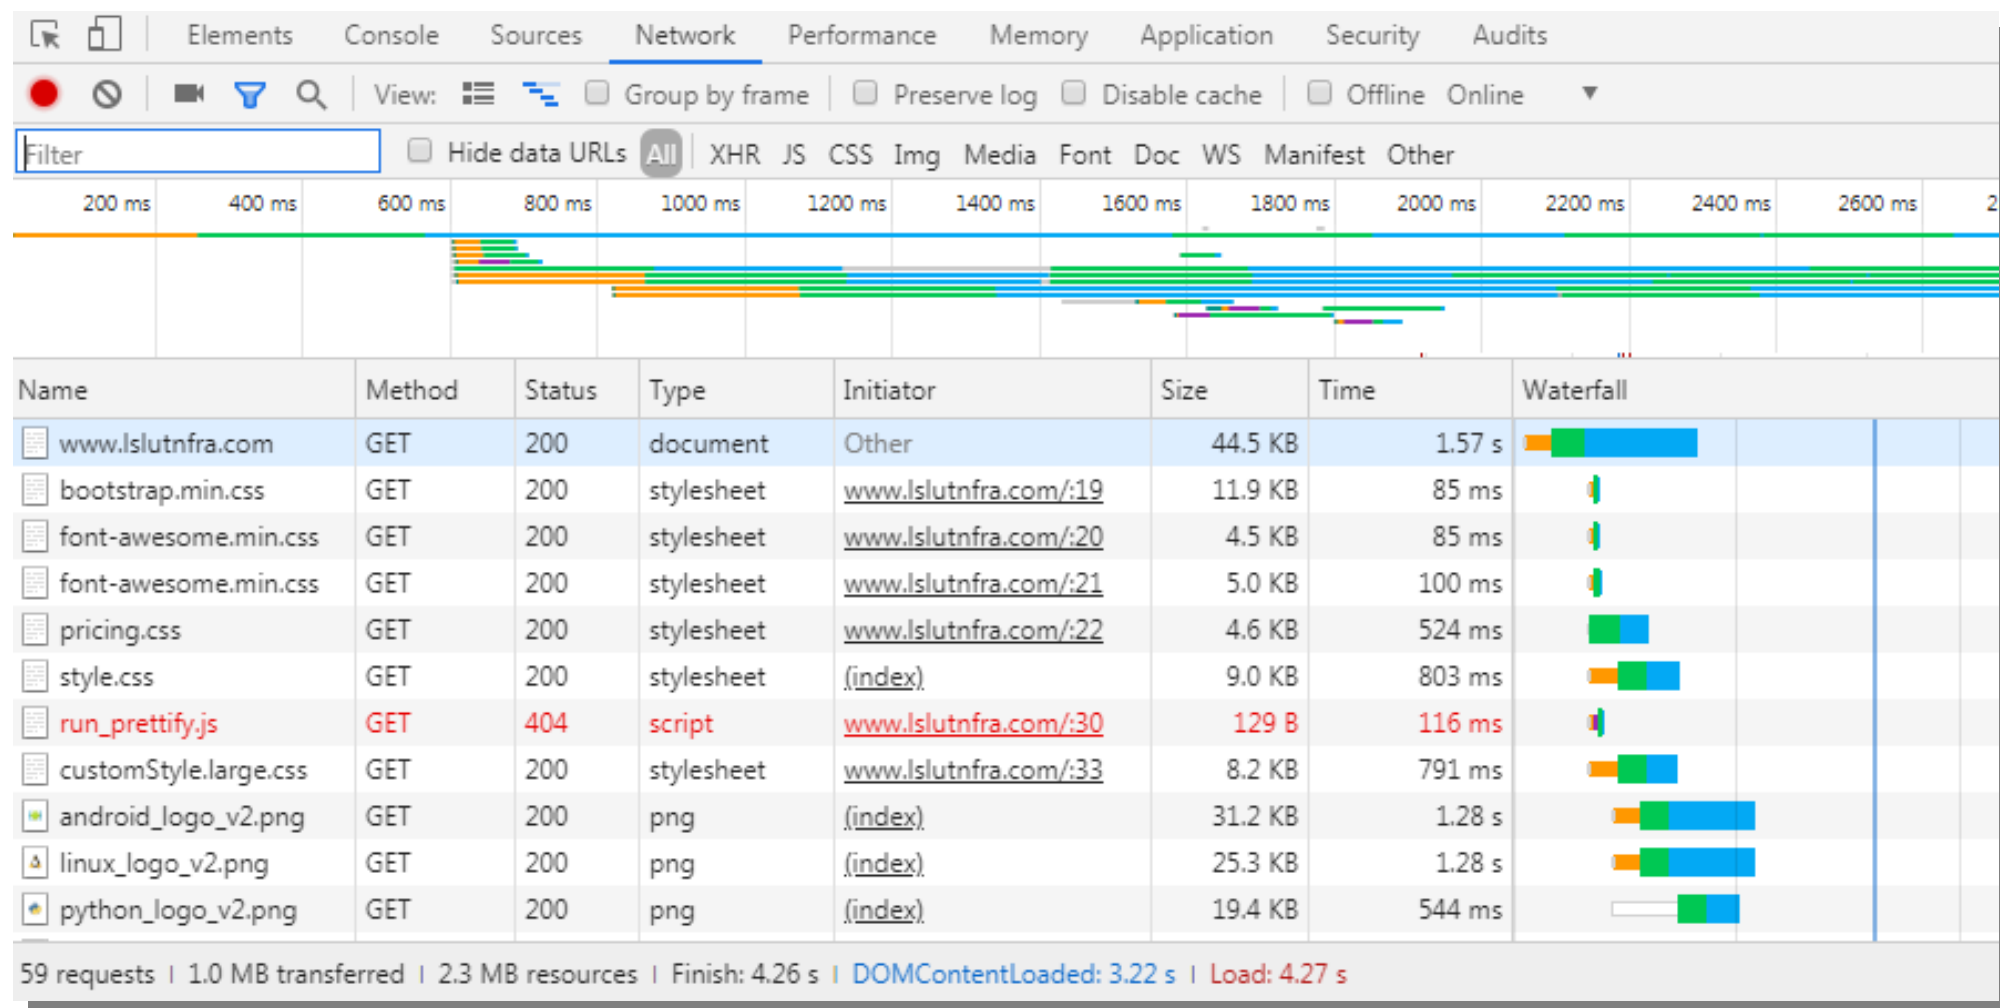 Elements Console Sources Network Performance Memory Application Security Audits
View: Group by frame Preserve log Disable cache Offline Online
Filter Hide data URLs All XHR JS CSS Img Media Font Doc WS Manifest Other
200 ms 400 ms 600 ms 800 ms 1000 ms 1200 ms 1400 ms 1600 ms 1800 ms 2000 ms 2200 ms 2400 ms 2600 ms 2
Name Method Status Type Initiator Size Time Waterfall
www.lslutnfra.com GET 200 document Other 44.5 KB 1.57 s
bootstrap.min.css GET 200 stylesheet www.lslutnfra.com/:19 11.9 KB 85 ms
font-awesome.min.css GET 200 stylesheet www.lslutnfra.com/:20 4.5 KB 85 ms
font-awesome.min.css GET 200 stylesheet www.lslutnfra.com/:21 5.0 KB 100 ms
pricing.css GET 200 stylesheet www.lslutnfra.com/:22 4.6 KB 524 ms
style.css GET 200 stylesheet (index) 9.0 KB 803 ms
run_prettify.js GET 404 script www.lslutnfra.com/:30 129 B 116 ms
customStyle.large.css GET 200 stylesheet www.lslutnfra.com/:33 8.2 KB 791 ms
android_logo_v2.png GET 200 png (index) 31.2 KB 1.28 s
linux_logo_v2.png GET 200 png (index) 25.3 KB 1.28 s
python_logo_v2.png GET 200 png (index) 19.4 KB 544 ms
59 requests | 1.0 MB transferred | 2.3 MB resources | Finish: 4.26 s | DOMContentLoaded: 3.22 s | Load: 4.27 s